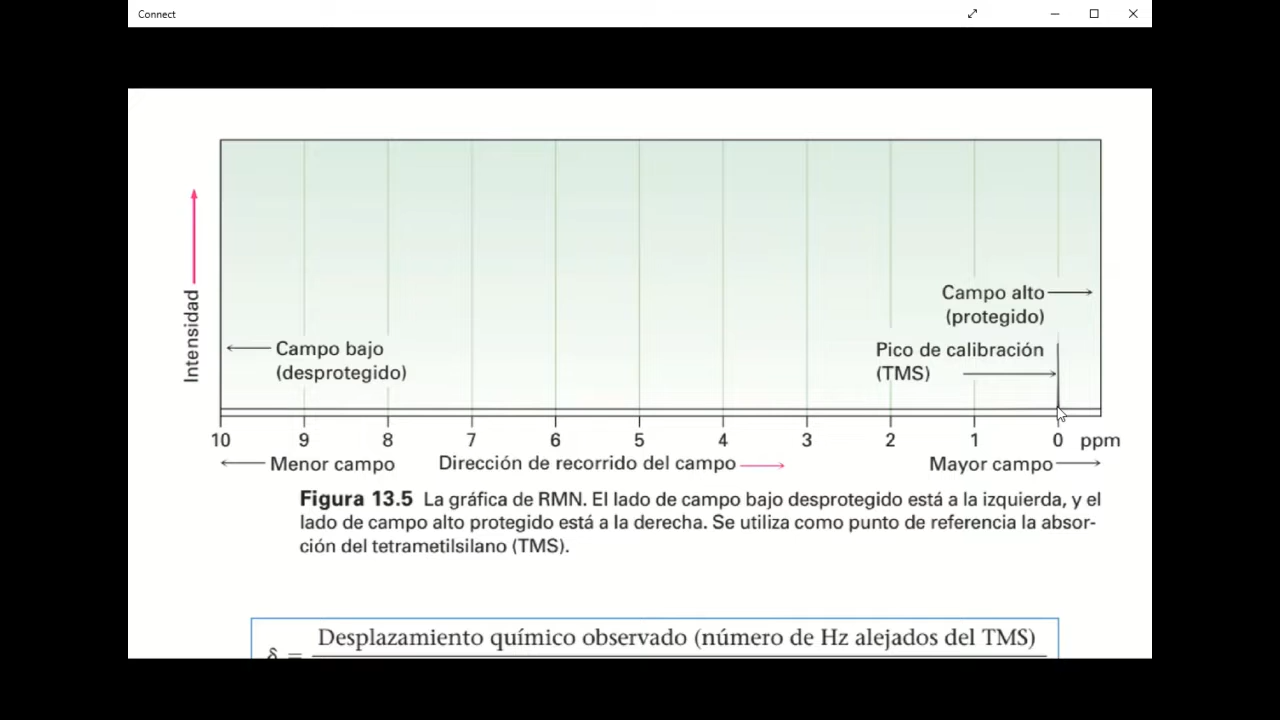 Connect
Intensidad
Campo alto
(protegido)
Campo bajo
(desprotegido)
Pico de calibración
(TMS)
10 9 8 7 6 5 4 3 2 1 0 ppm
Menor campo Dirección de recorrido del campo Mayor campo
Figura 13.5 La gráfica de RMN. El lado de campo bajo desprotegido está a la izquierda, y el
lado de campo alto protegido está a la derecha. Se utiliza como punto de referencia la absor-
ción del tetrametilsilano (TMS).
Desplazamiento químico observado (número de Hz alejados del TMS)
δ =